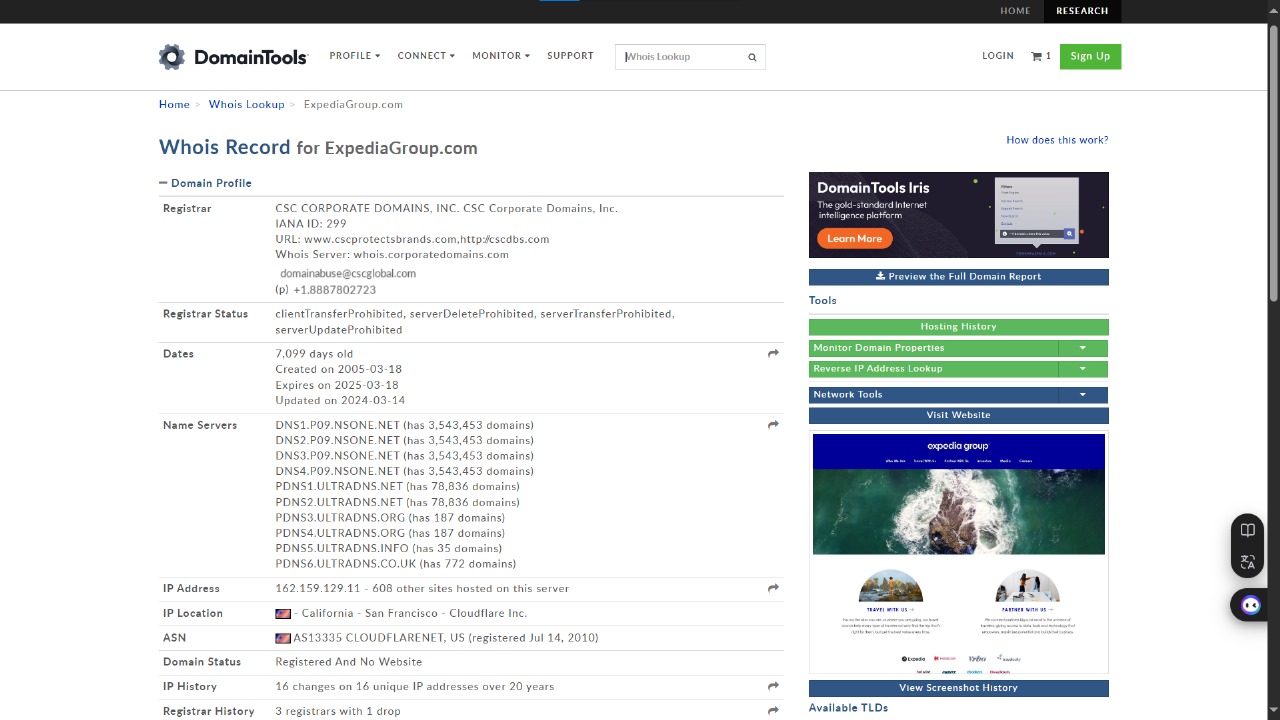 HOME
RESEARCH
DomainTools
PROFILE
CONNECT
MONITOR
SUPPORT
Whois Lookup
LOGIN
1
Sign Up
Home > Whois Lookup > ExpediaGroup.com
Whois Record for ExpediaGroup.com
How does this work?
Domain Profile
Registrar
CSC CORPORATE DOMAINS, INC. CSC Corporate Domains, Inc.
IANA ID: 299
URL: www.cscprotectsbrands.com,http://cscdbs.com
Whois Server: whois.corporatedomains.com
domainabuse@cscglobal.com
(p) +1.8887802723
Registrar Status
clientTransferProhibited, serverDeleteProhibited, serverTransferProhibited,
serverUpdateProhibited
Dates
7,099 days old
Created on 2005-03-18
Expires on 2025-03-18
Updated on 2024-03-14
Name Servers
DNS1.P09.NSONE.NET (has 3,543,453 domains)
DNS2.P09.NSONE.NET (has 3,543,453 domains)
DNS3.P09.NSONE.NET (has 3,543,453 domains)
DNS4.P09.NSONE.NET (has 3,543,453 domains)
PDNS1.ULTRADNS.NET (has 78,836 domains)
PDNS2.ULTRADNS.NET (has 78,836 domains)
PDNS3.ULTRADNS.ORG (has 187 domains)
PDNS4.ULTRADNS.ORG (has 187 domains)
PDNS5.ULTRADNS.INFO (has 35 domains)
PDNS6.ULTRADNS.CO.UK (has 772 domains)
IP Address
162.159.129.11 - 608 other sites hosted on this server
IP Location
- California - San Francisco - Cloudflare Inc.
ASN
CLOUDFLARENET, US (registered Jul 14, 2010)
Domain Status
Registered And No Website
IP History
16 changes on 16 unique IP addresses over 20 years
Registrar History
3 registrars with 1 drop
DomainTools Iris
The gold-standard Internet
intelligence platform
Learn More
Preview the Full Domain Report
Tools
Hosting History
Monitor Domain Properties
Reverse IP Address Lookup
Network Tools
Visit Website
expedia group
TRAVEL WITH US
PARTNER WITH US
Expedia
View Screenshot History
Available TLDs